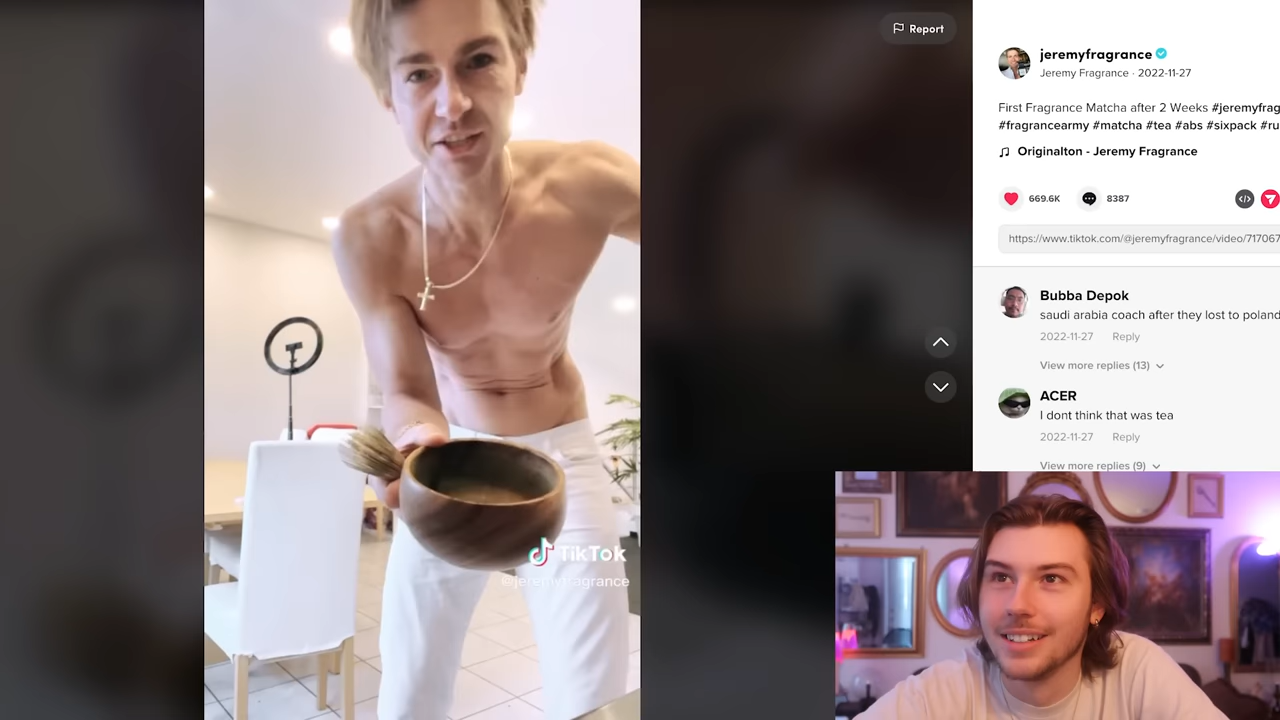 Report
TikTok
@jeremyfragrance
jeremyfragrance
Jeremy Fragrance · 2022-11-27
First Fragrance Matcha after 2 Weeks #jeremyfrag
#fragrancearmy #matcha #tea #abs #sixpack #ru
Originalton - Jeremy Fragrance
669.6K 8387
https://www.tiktok.com/@jeremyfragrance/video/717067
Bubba Depok
saudi arabia coach after they lost to poland
2022-11-27 Reply
View more replies (13)
ACER
I dont think that was tea
2022-11-27 Reply
View more replies (9)